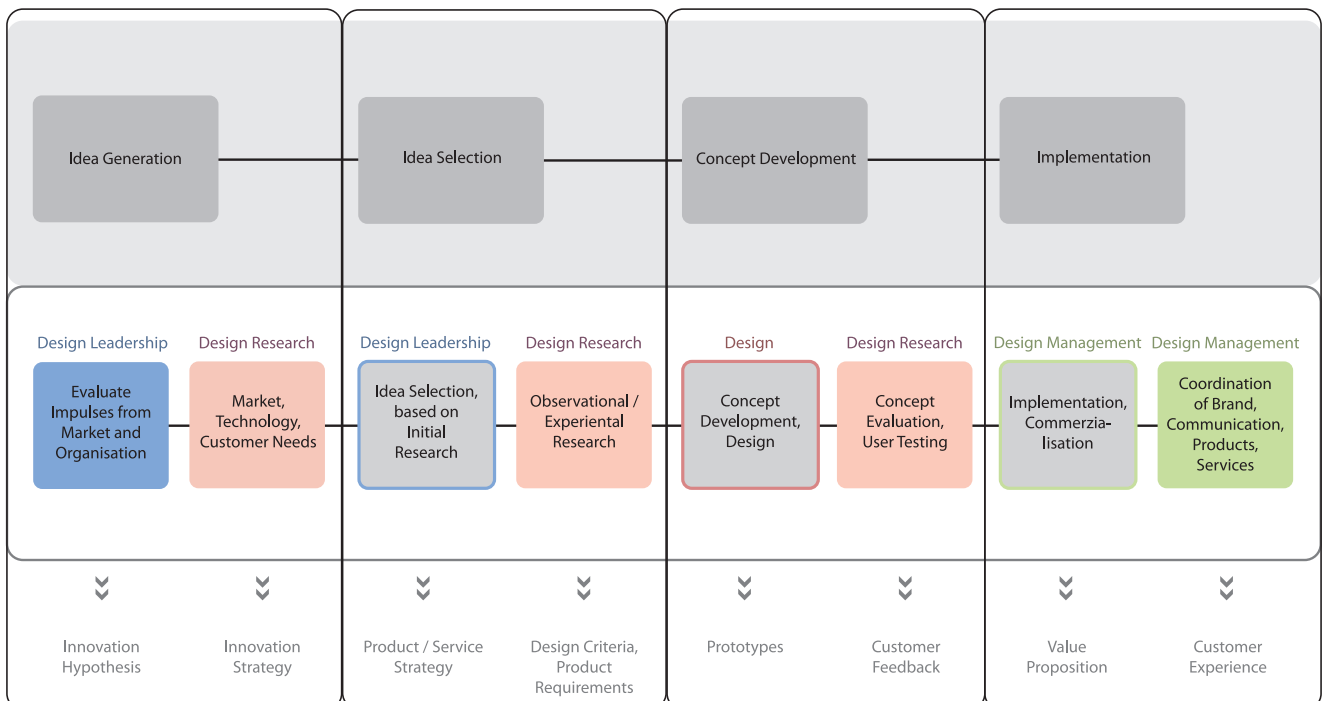 Idea Generation
Idea Selection
Concept Development
Implementation
Design Leadership
Evaluate
Impulses from
Market and
Organisation
Design Research
Market,
Technology,
Customer Needs
Design Leadership
Idea Selection,
based on
Initial
Research
Design Research
Observational /
Experiental
Research
Design
Concept
Development,
Design
Design Research
Concept
Evaluation,
User Testing
Design Management
Implementation,
Commerzia-
lisation
Design Management
Coordination
of Brand,
Communication,
Products,
Services
Innovation
Hypothesis
Innovation
Strategy
Product / Service
Strategy
Design Criteria,
Product
Requirements
Prototypes
Customer
Feedback
Value
Proposition
Customer
Experience